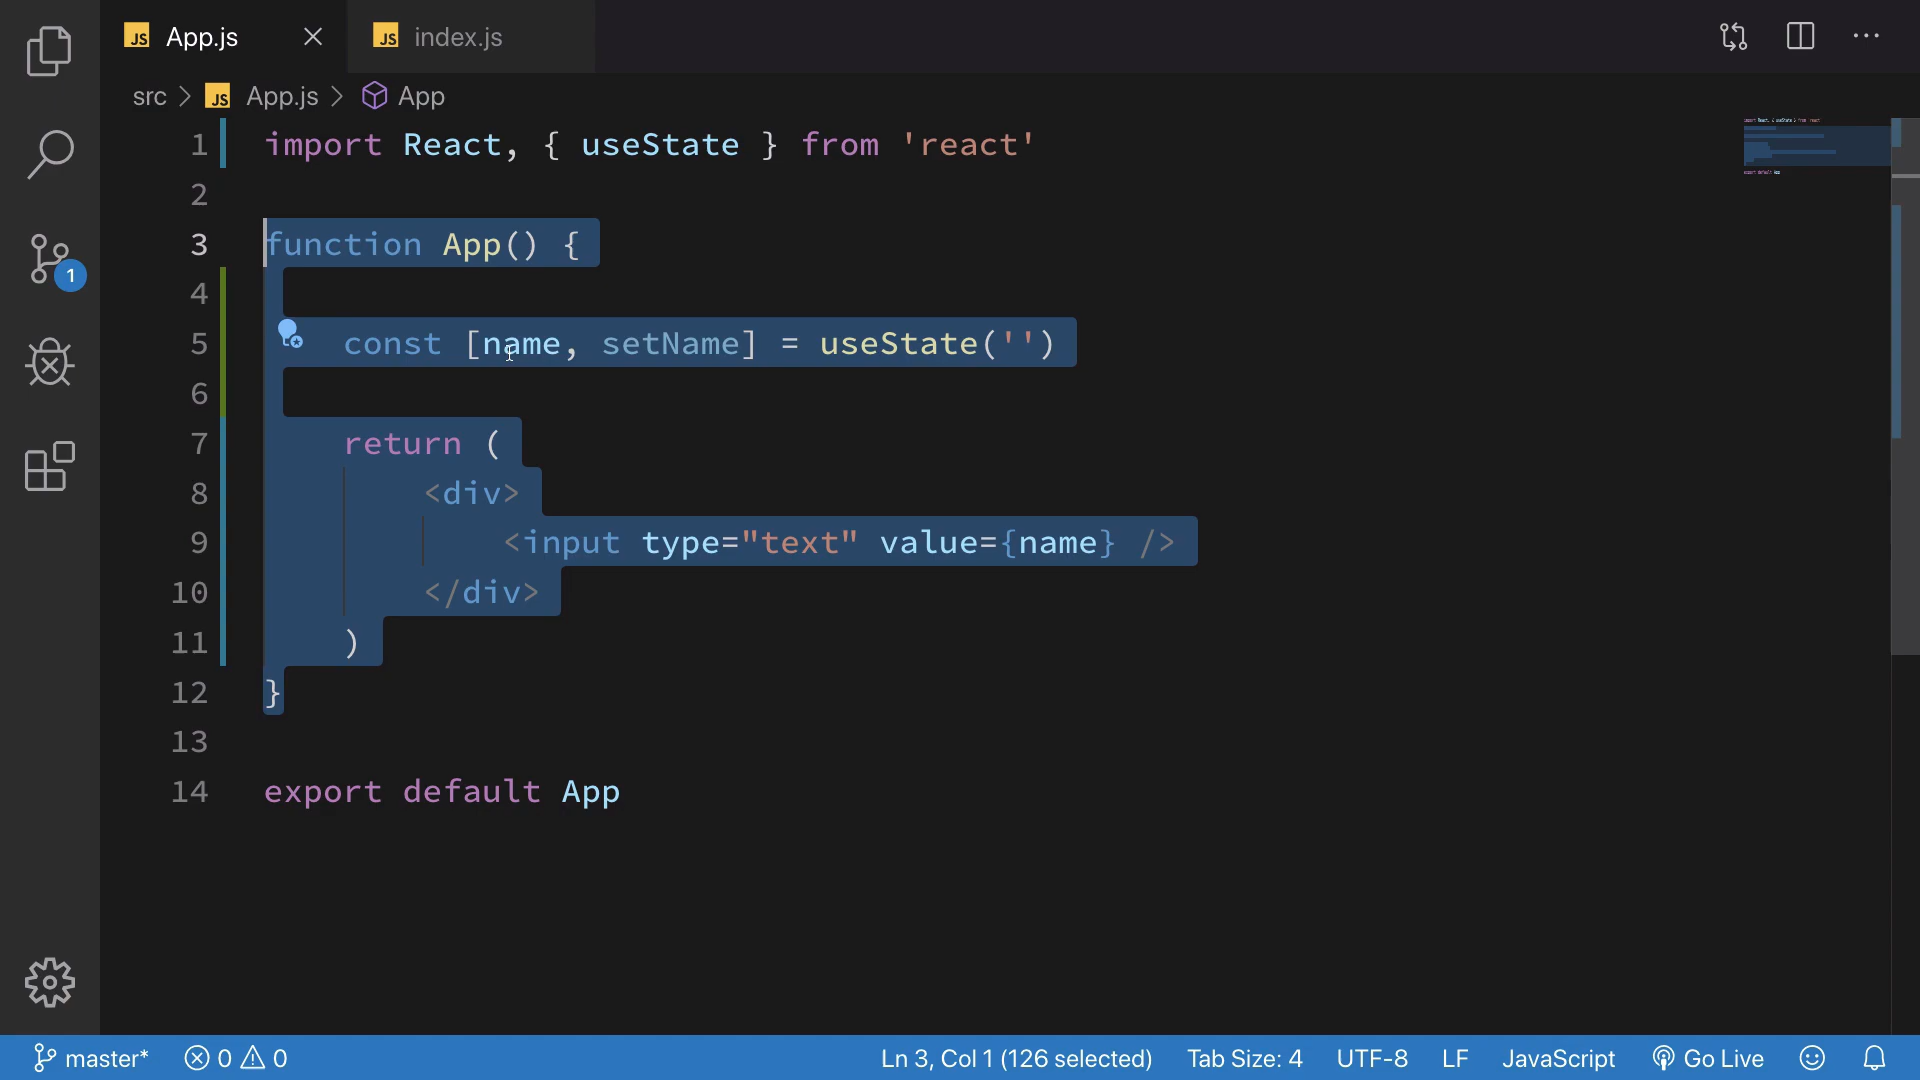 JS App.js
JS index.js
src > JS App.js > App
1 import React, { useState } from 'react'
2
3 function App() {
4
5     const [name, setName] = useState('')
6
7     return (
8         <div>
9             <input type="text" value={name} />
10         </div>
11     )
12 }
13
14 export default App
1
master* 0 0 Ln 3, Col 1 (126 selected) Tab Size: 4 UTF-8 LF JavaScript Go Live